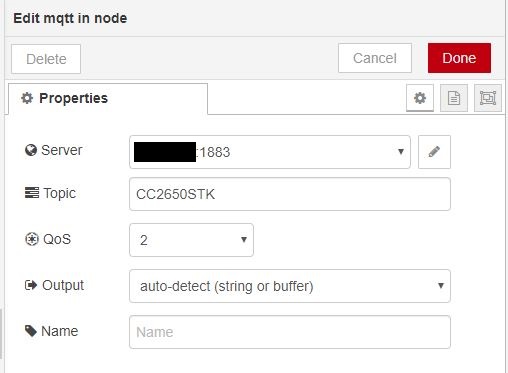 Edit mqtt in node
Delete Cancel Done
Properties
Server :1883
Topic CC2650STK
QoS 2
Output auto-detect (string or buffer)
Name Name